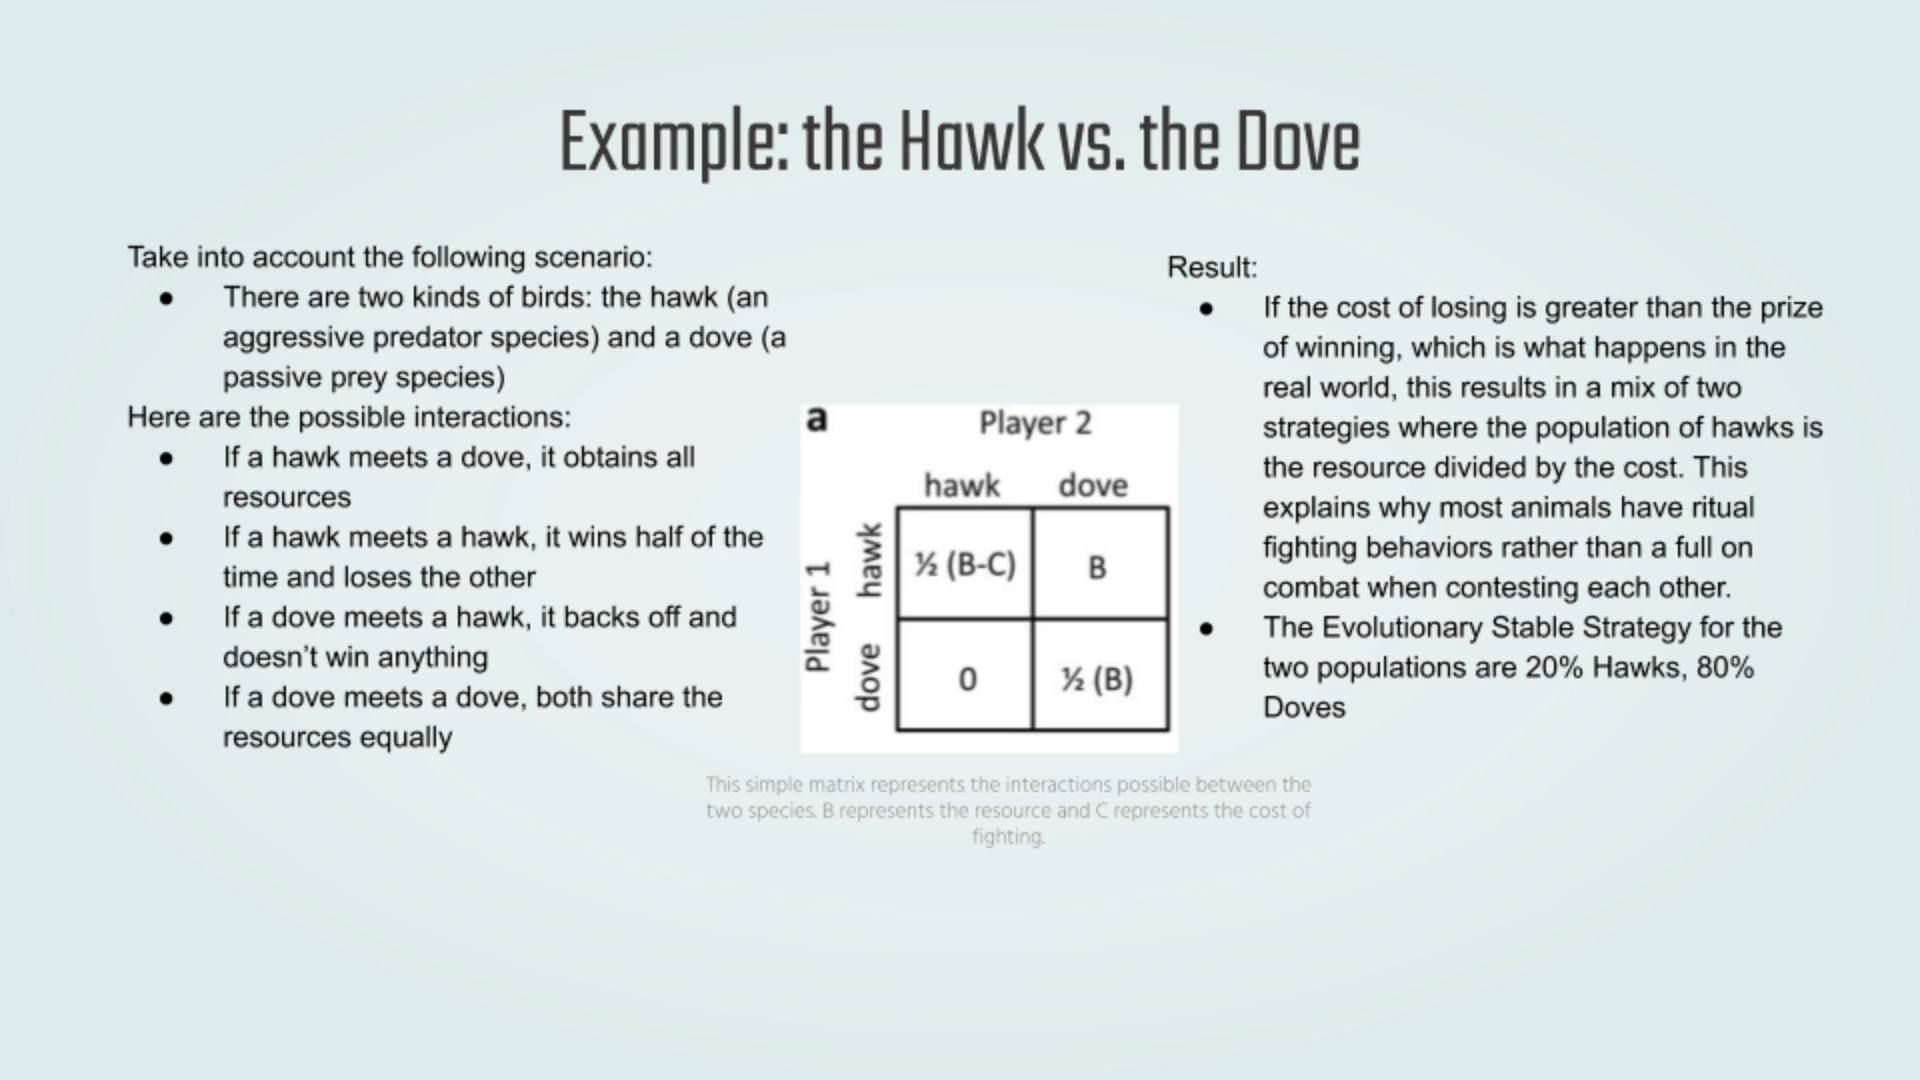 Example: the Hawk vs. the Dove
Take into account the following scenario:
● There are two kinds of birds: the hawk (an
aggressive predator species) and a dove (a
passive prey species)
Here are the possible interactions:
● If a hawk meets a dove, it obtains all
resources
● If a hawk meets a hawk, it wins half of the
time and loses the other
● If a dove meets a hawk, it backs off and
doesn’t win anything
● If a dove meets a dove, both share the
resources equally
a
Player 2
hawk dove
Player 1
hawk
½ (B-C) B
dove
0 ½ (B)
This simple matrix represents the interactions possible between the
two species. B represents the resource and C represents the cost of
fighting.
Result:
● If the cost of losing is greater than the prize
of winning, which is what happens in the
real world, this results in a mix of two
strategies where the population of hawks is
the resource divided by the cost. This
explains why most animals have ritual
fighting behaviors rather than a full on
combat when contesting each other.
● The Evolutionary Stable Strategy for the
two populations are 20% Hawks, 80%
Doves